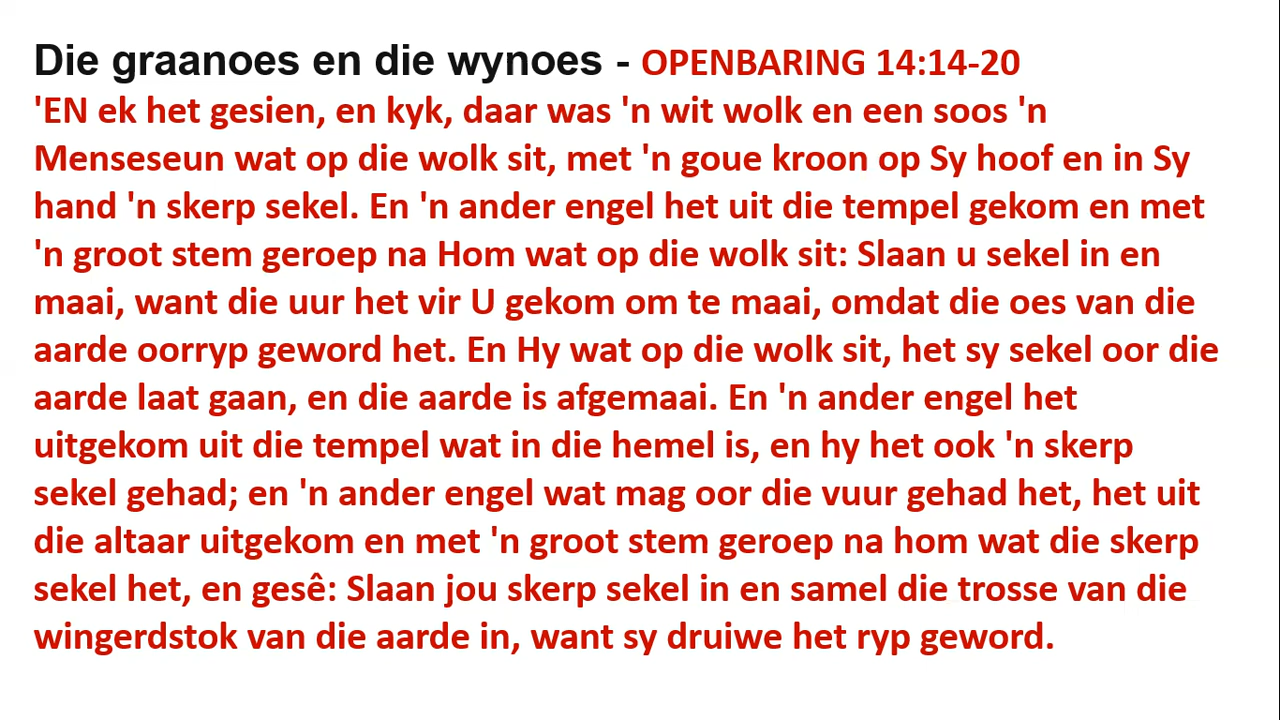 Die graanoes en die wynoes - OPENBARING 14:14-20
'EN ek het gesien, en kyk, daar was 'n wit wolk en een soos 'n
Menseseun wat op die wolk sit, met 'n goue kroon op Sy hoof en in Sy
hand 'n skerp sekel. En 'n ander engel het uit die tempel gekom en met
'n groot stem geroep na Hom wat op die wolk sit: Slaan u sekel in en
maai, want die uur het vir U gekom om te maai, omdat die oes van die
aarde oorryp geword het. En Hy wat op die wolk sit, het sy sekel oor die
aarde laat gaan, en die aarde is afgemaai. En 'n ander engel het
uitgekom uit die tempel wat in die hemel is, en hy het ook 'n skerp
sekel gehad; en 'n ander engel wat mag oor die vuur gehad het, het uit
die altaar uitgekom en met 'n groot stem geroep na hom wat die skerp
sekel het, en gesê: Slaan jou skerp sekel in en samel die trosse van die
wingerdstok van die aarde in, want sy druiwe het ryp geword.